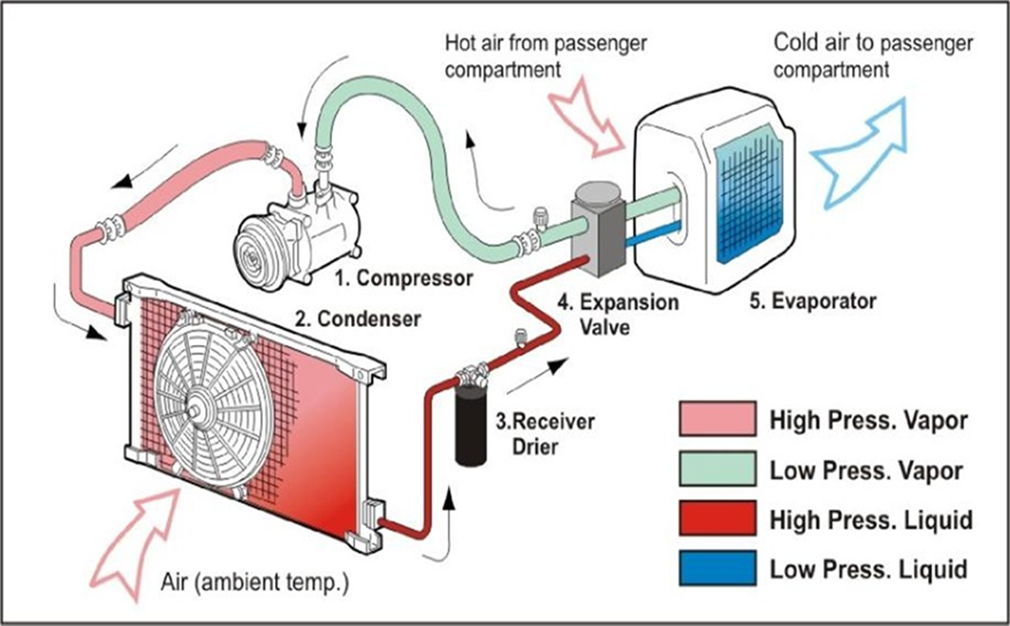 Hot air from passenger
compartment
Cold air to passenger
compartment
1. Compressor
2. Condenser
4. Expansion
Valve
5. Evaporator
3.Receiver
Drier
High Press. Vapor
Low Press. Vapor
High Press. Liquid
Low Press. Liquid
Air (ambient temp.)